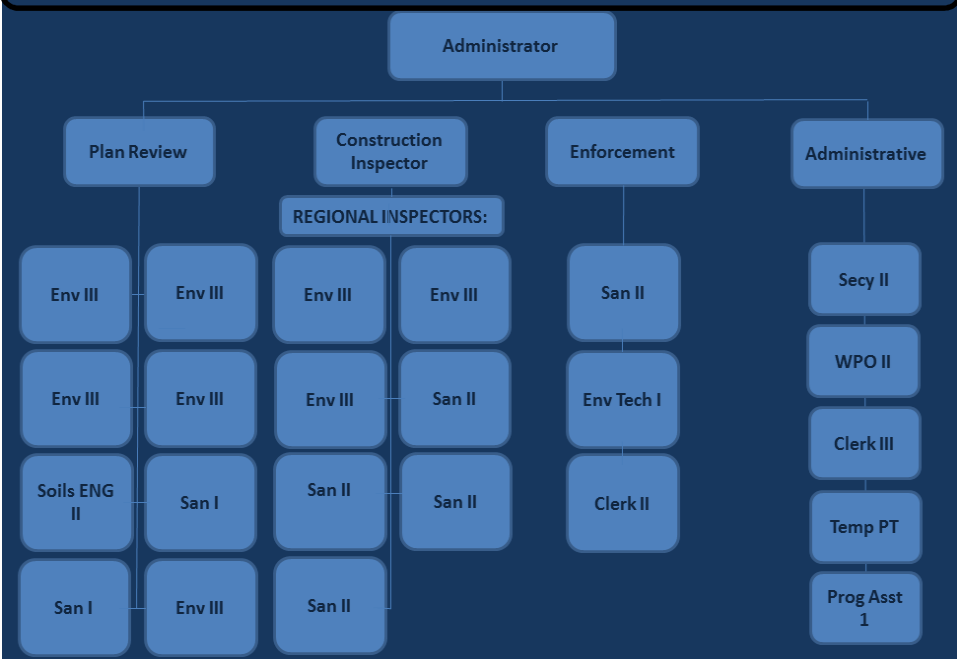 Administrator
Plan Review
Construction
Inspector
Enforcement
Administrative
REGIONAL INSPECTORS:
Env III
Env III
Env III
Env III
San II
Secy II
Env III
Env III
Env III
San II
Env Tech I
WPO II
Clerk III
Soils ENG
II
San I
San II
San II
Clerk II
Temp PT
San I
Env III
San II
Prog Asst
1